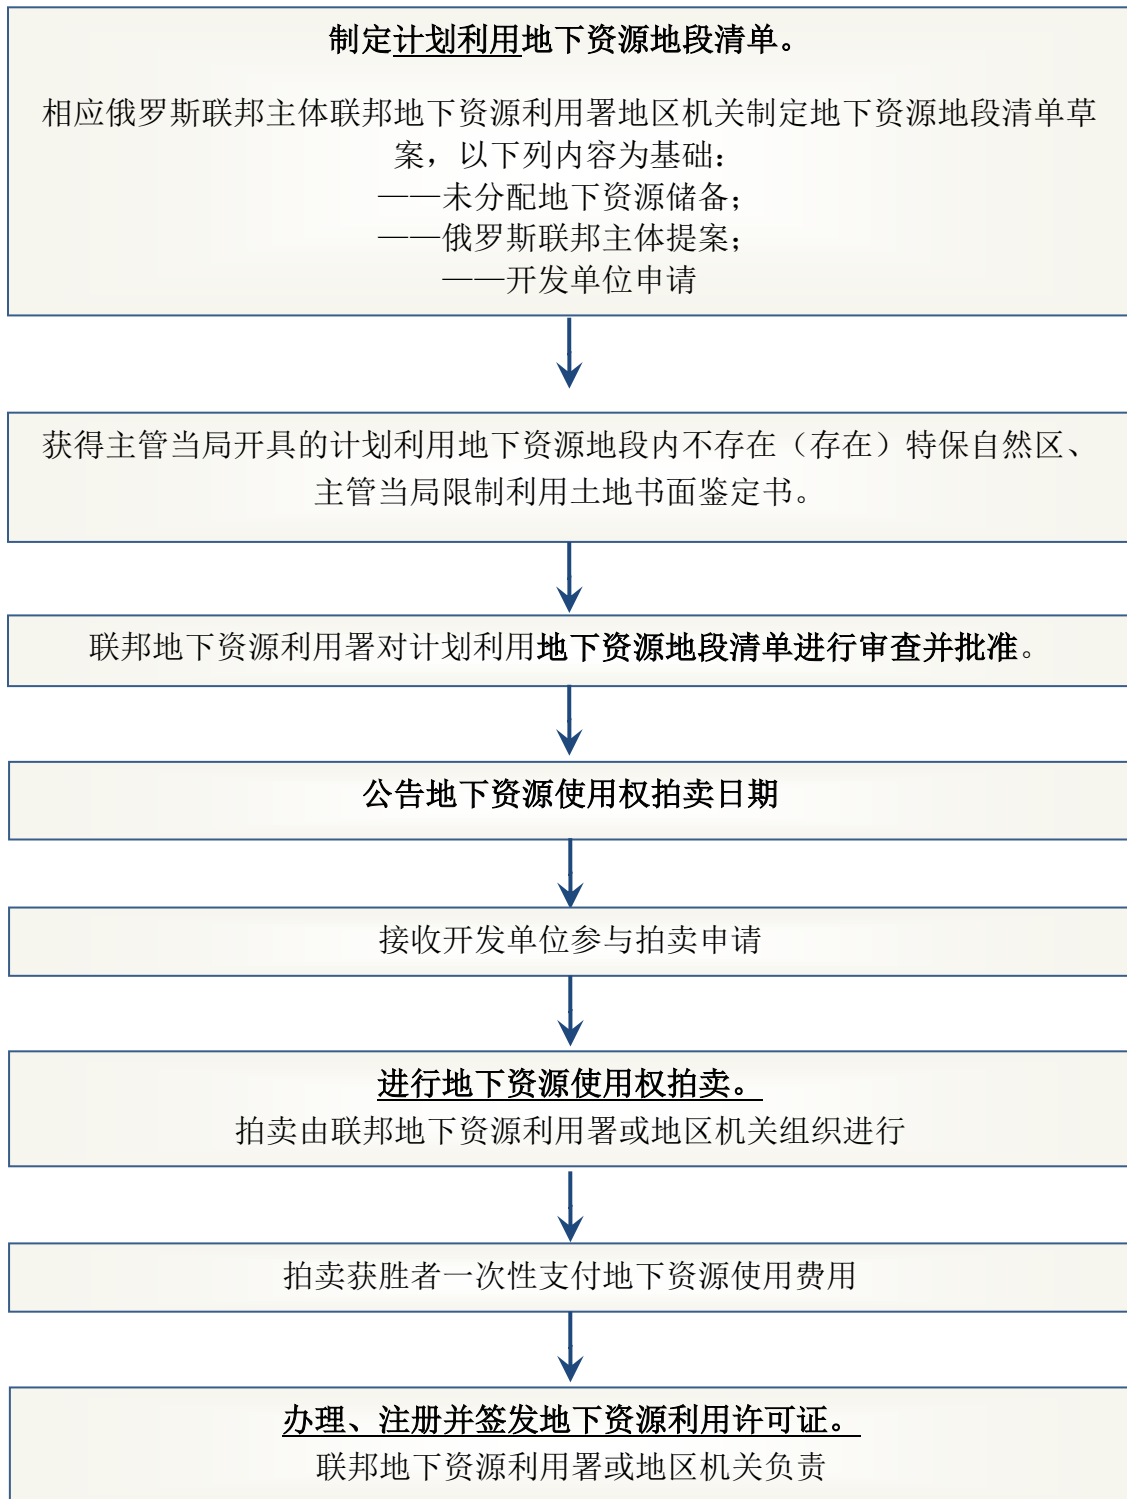 制定计划利用地下资源地段清单。
相应俄罗斯联邦主体联邦地下资源利用署地区机关制定地下资源地段清单草
案，以下列内容为基础：
——未分配地下资源储备；
——俄罗斯联邦主体提案；
——开发单位申请
获得主管当局开具的计划利用地下资源地段内不存在（存在）特保自然区、
主管当局限制利用土地书面鉴定书。
联邦地下资源利用署对计划利用地下资源地段清单进行审查并批准。
公告地下资源使用权拍卖日期
接收开发单位参与拍卖申请
进行地下资源使用权拍卖。
拍卖由联邦地下资源利用署或地区机关组织进行
拍卖获胜者一次性支付地下资源使用费用
办理、注册并签发地下资源利用许可证。
联邦地下资源利用署或地区机关负责